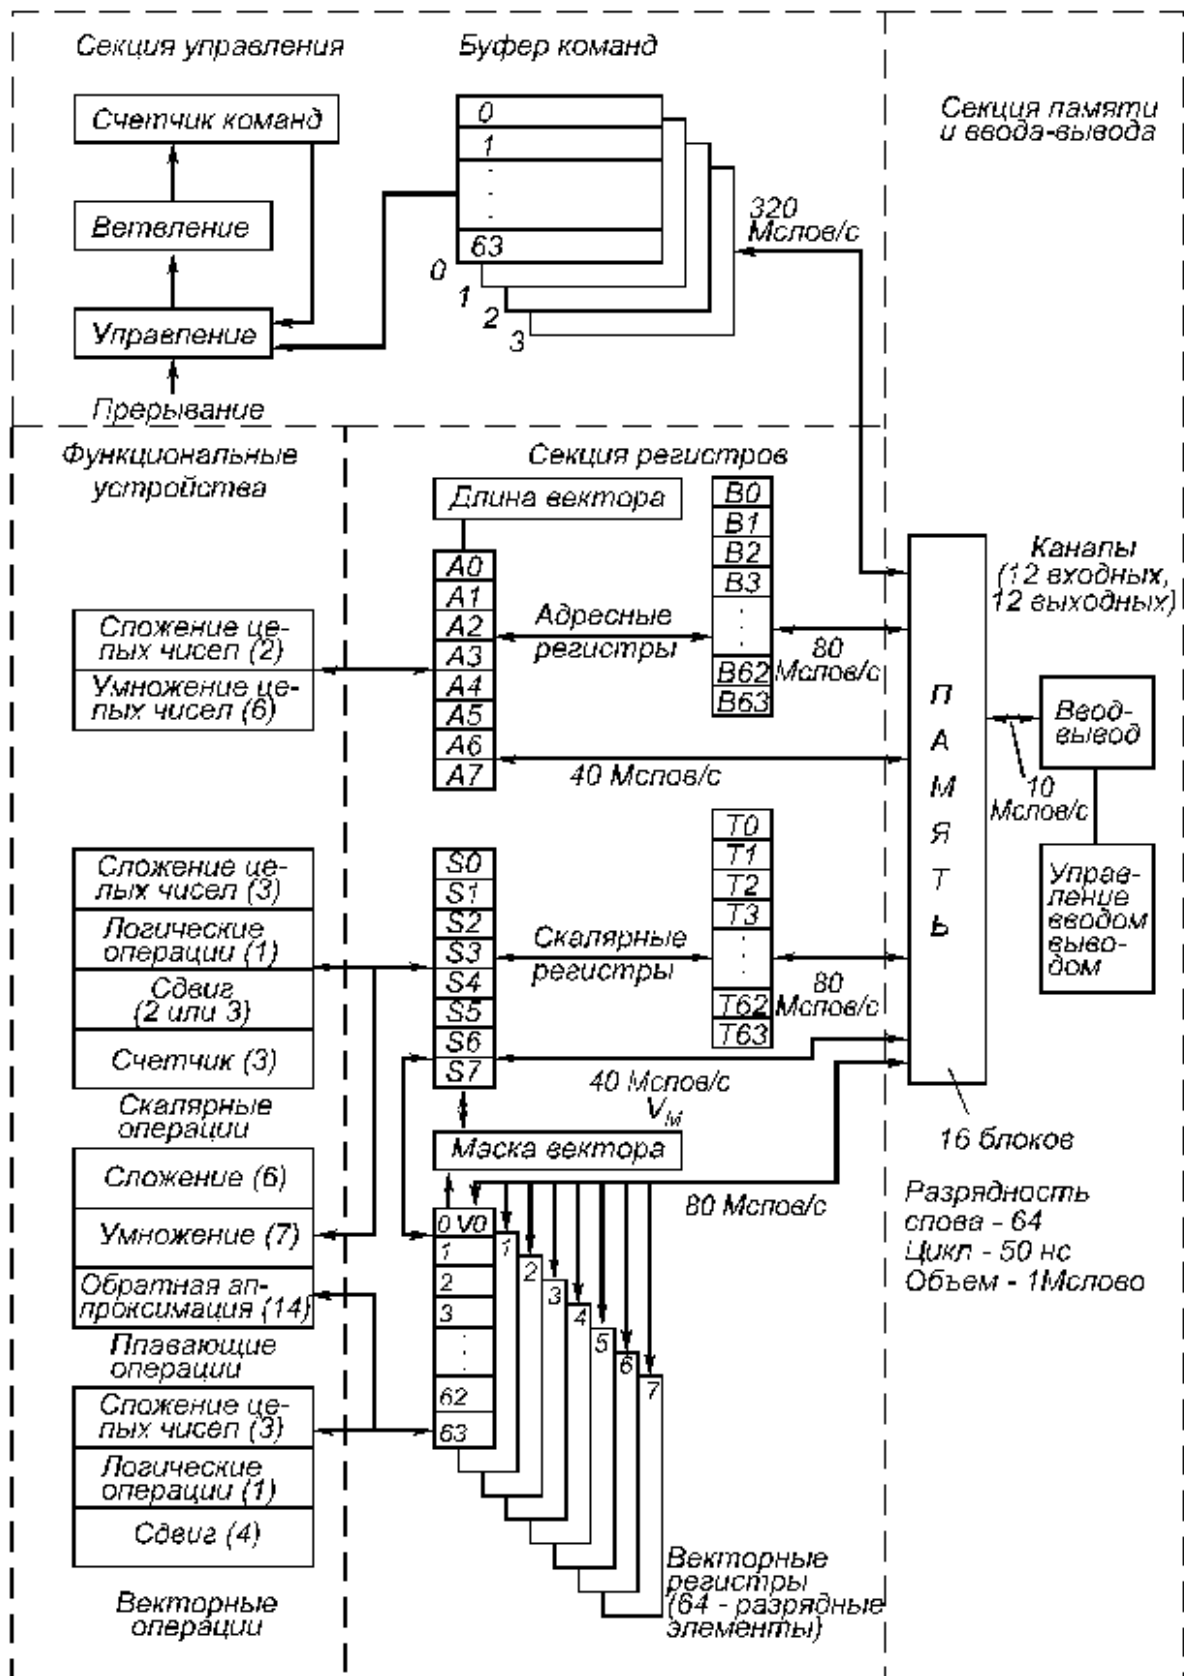 Секция управления
Буфер команд
Секция памяти
и ввода-вывода
Счетчик команд
Ветвление
Управление
Прерывание
0
1
63
0
1
2
3
320
Мслов/с
Функциональные
устройства
Секция регистров
Длина вектора
A0
A1
A2
A3
A4
A5
A6
A7
Адресные
регистры
B0
B1
B2
B3
B62
B63
80
Мслов/с
40 Мслов/с
Сложение це-
лых чисел (2)
Умножение це-
лых чисел (6)
Каналы
(12 входных,
12 выходных)
ПАМЯТЬ
Ввод-
вывод
10
Мслов/с
Управ-
ление
вводом
выво-
дом
Сложение це-
лых чисел (3)
Логические
операции (1)
Сдвиг
(2 или 3)
Счетчик (3)
Скалярные
операции
S0
S1
S2
S3
S4
S5
S6
S7
Скалярные
регистры
T0
T1
T2
T3
T62
T63
80
Мслов/с
40 Мслов/с
VM
Маска вектора
80 Мслов/с
16 блоков
Разрядность
слова - 64
Цикл - 50 нс
Объем - 1Мслово
Сложение (6)
Умножение (7)
Обратная ап-
проксимация (14)
Плавающие
операции
Сложение це-
лых чисел (3)
Логические
операции (1)
Сдвиг (4)
Векторные
операции
0 V0
1
2
3
62
63
1
2
3
4
5
6
7
Векторные
регистры
(64 - разрядные
элементы)